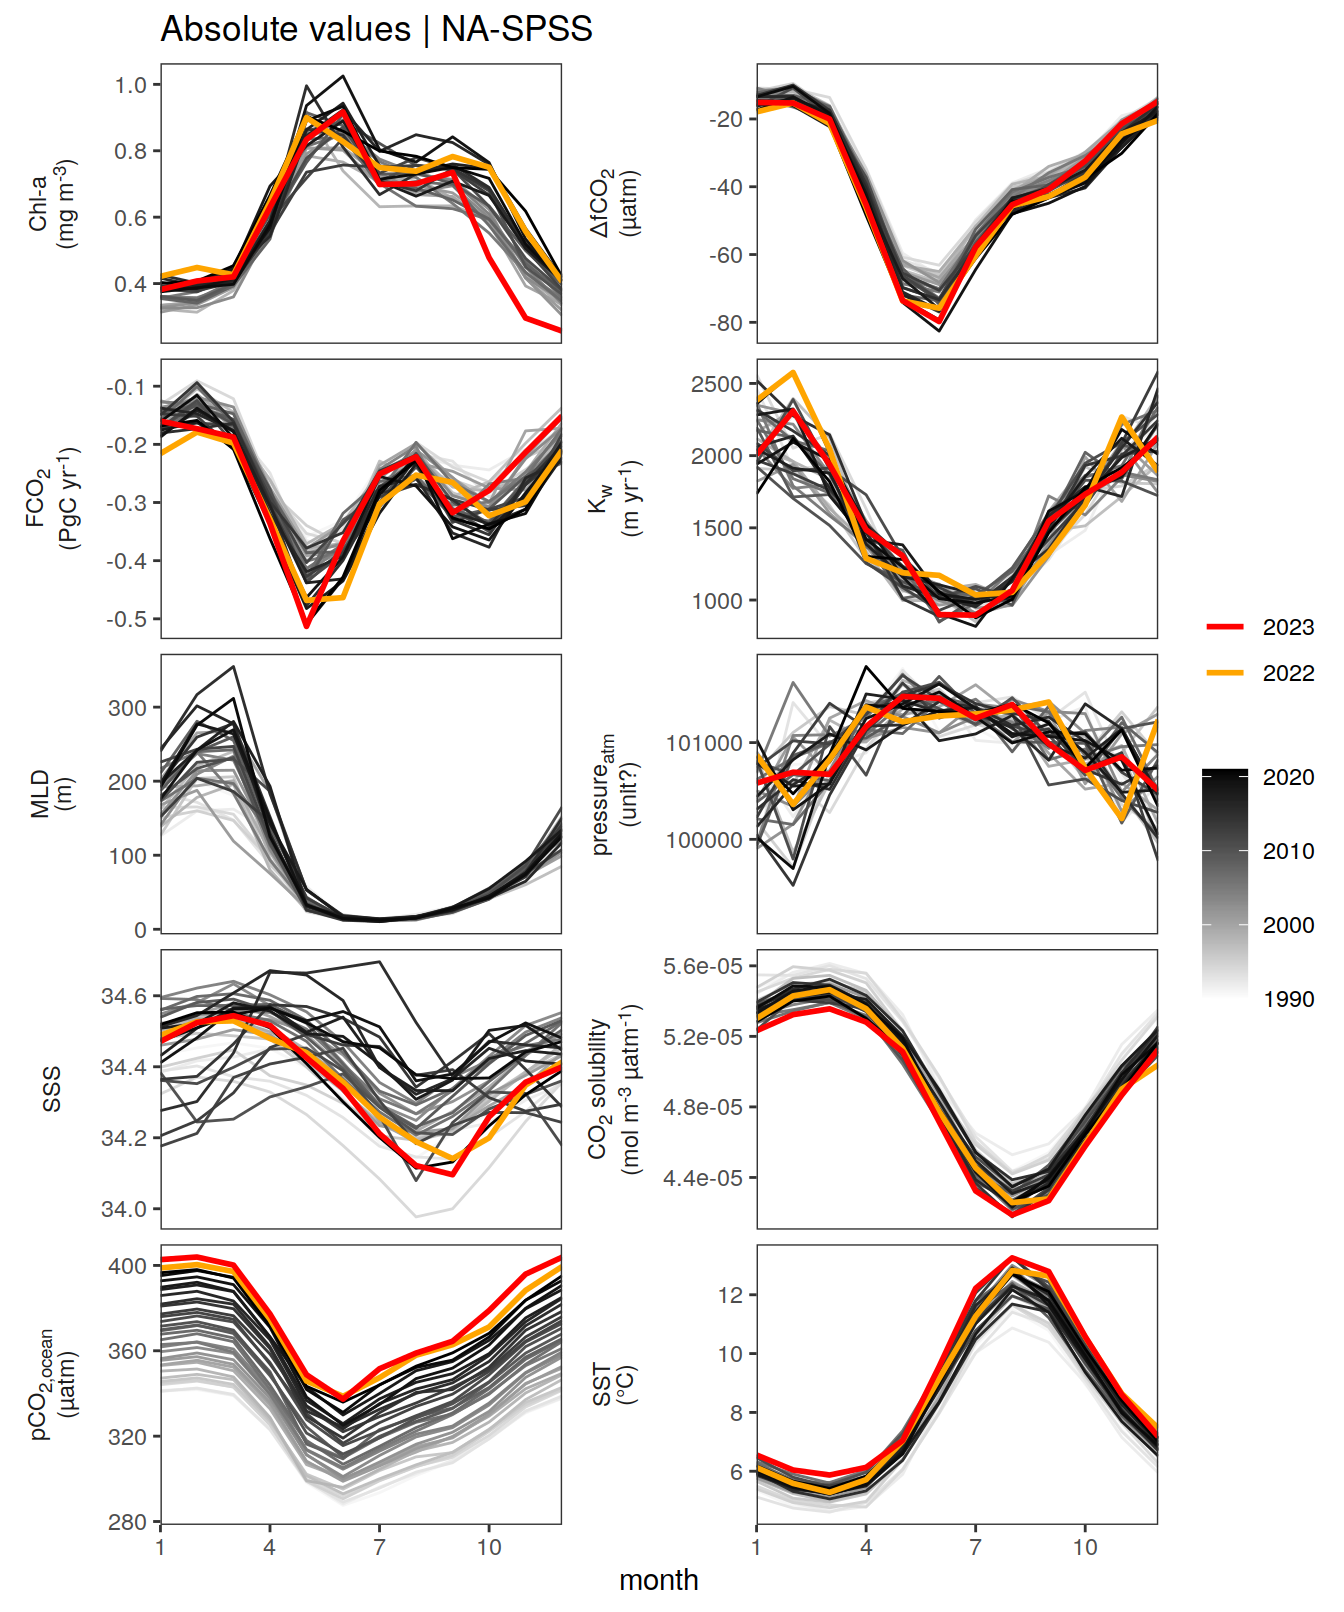 Absolute values | NA-SPSS
Chl-a
(mg m⁻³)
1.0
0.8
0.6
0.4
ΔfCO₂
(µatm)
-20
-40
-60
-80
FCO₂
(PgC yr⁻¹)
-0.1
-0.2
-0.3
-0.4
-0.5
K_w
(m yr⁻¹)
2500
2000
1500
1000
MLD
(m)
300
200
100
0
pressure_atm
(unit?)
101000
100000
SSS
34.6
34.4
34.2
34.0
CO₂ solubility
(mol m⁻³ µatm⁻¹)
5.6e-05
5.2e-05
4.8e-05
4.4e-05
pCO₂,ocean
(µatm)
400
360
320
280
1
4
7
10
SST
(°C)
12
10
8
6
1
4
7
10
month
2023
2022
2020
2010
2000
1990